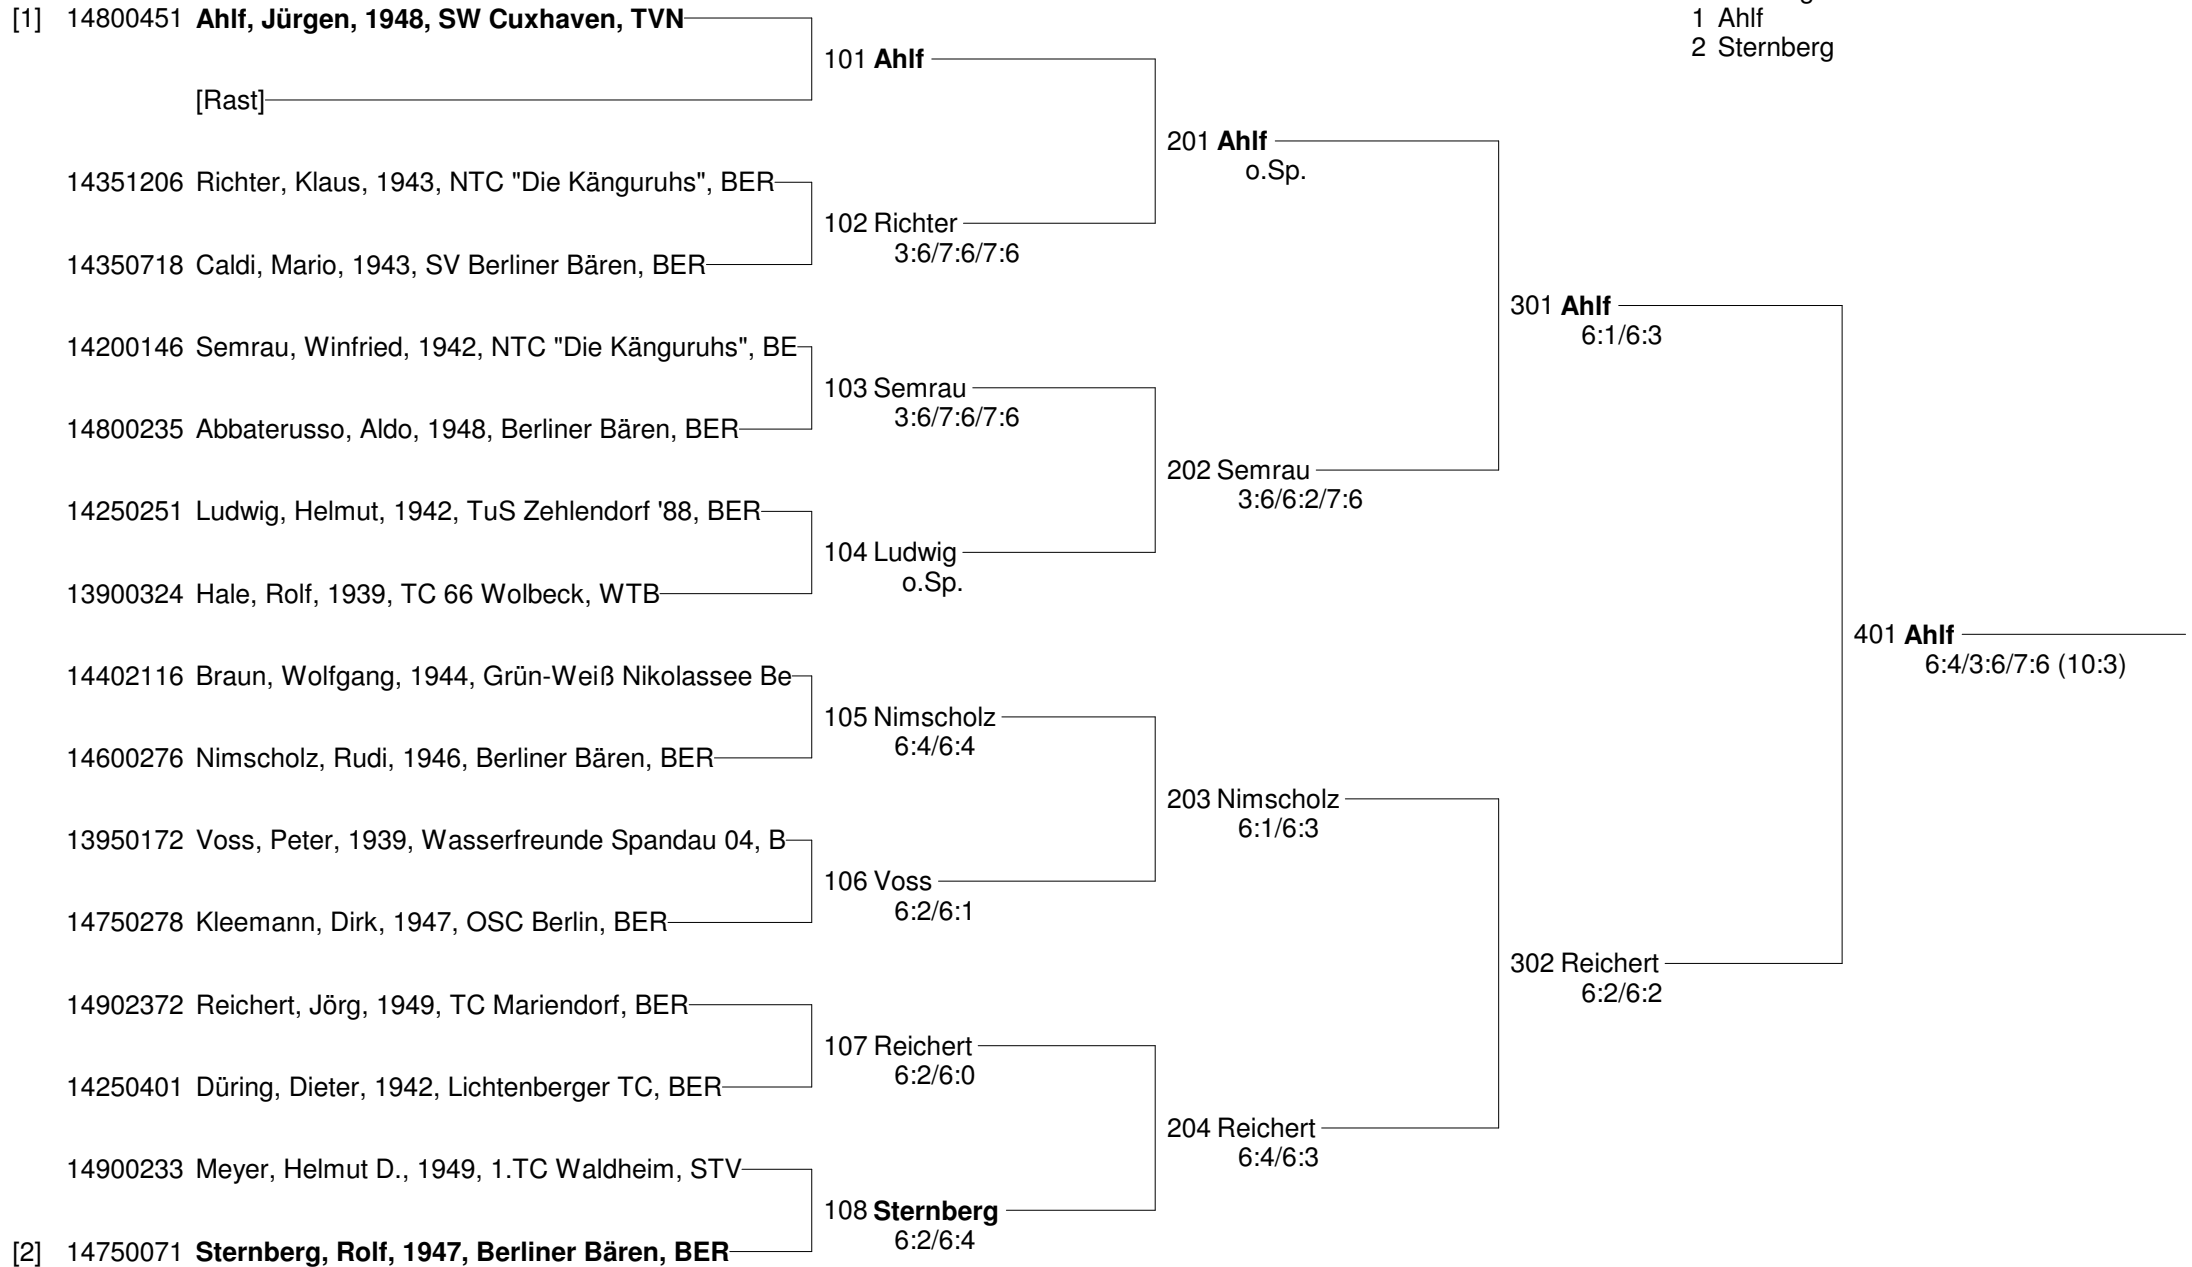 [1] 14800451 Ahlf, Jürgen, 1948, SW Cuxhaven, TVN
1 Ahlf
2 Sternberg
101 Ahlf
[Rast]
201 Ahlf
o.Sp.
14351206 Richter, Klaus, 1943, NTC "Die Känguruhs", BER
102 Richter
3:6/7:6/7:6
14350718 Caldi, Mario, 1943, SV Berliner Bären, BER
301 Ahlf
6:1/6:3
14200146 Semrau, Winfried, 1942, NTC "Die Känguruhs", BE
103 Semrau
3:6/7:6/7:6
14800235 Abbaterusso, Aldo, 1948, Berliner Bären, BER
202 Semrau
3:6/6:2/7:6
14250251 Ludwig, Helmut, 1942, TuS Zehlendorf '88, BER
104 Ludwig
o.Sp.
13900324 Hale, Rolf, 1939, TC 66 Wolbeck, WTB
401 Ahlf
6:4/3:6/7:6 (10:3)
14402116 Braun, Wolfgang, 1944, Grün-Weiß Nikolassee Be
105 Nimscholz
6:4/6:4
14600276 Nimscholz, Rudi, 1946, Berliner Bären, BER
203 Nimscholz
6:1/6:3
13950172 Voss, Peter, 1939, Wasserfreunde Spandau 04, B
106 Voss
6:2/6:1
14750278 Kleemann, Dirk, 1947, OSC Berlin, BER
302 Reichert
6:2/6:2
14902372 Reichert, Jörg, 1949, TC Mariendorf, BER
107 Reichert
6:2/6:0
14250401 Düring, Dieter, 1942, Lichtenberger TC, BER
204 Reichert
6:4/6:3
14900233 Meyer, Helmut D., 1949, 1.TC Waldheim, STV
108 Sternberg
6:2/6:4
[2] 14750071 Sternberg, Rolf, 1947, Berliner Bären, BER